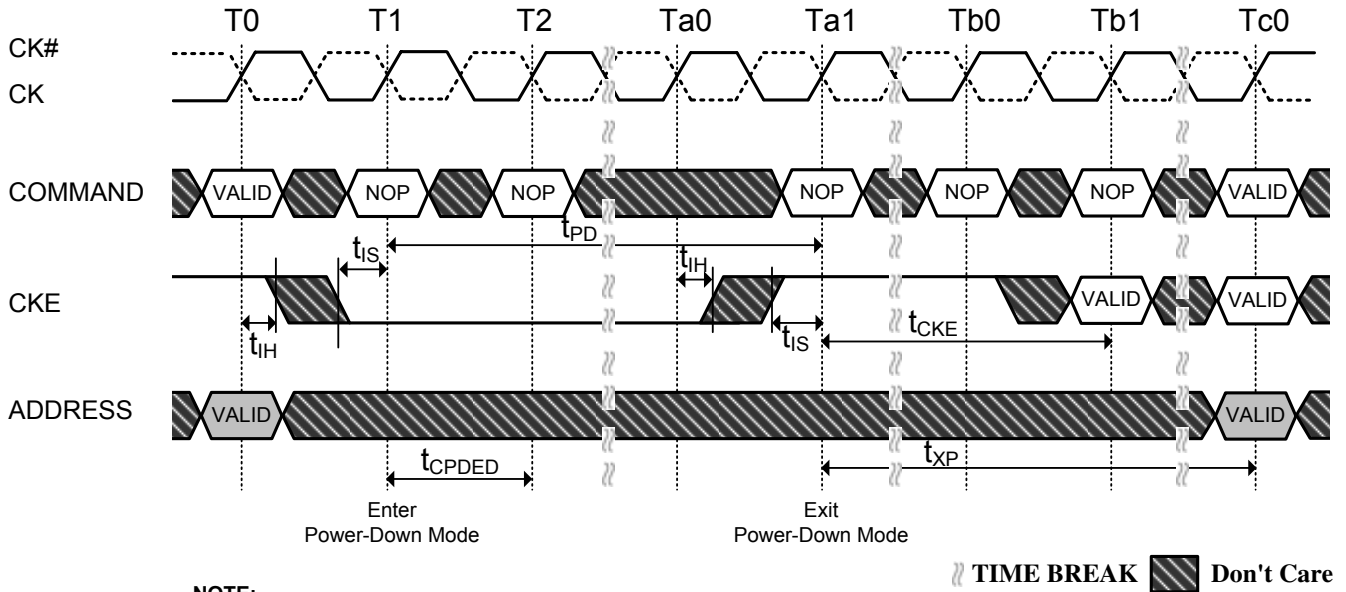 T0 T1 T2 Ta0 Ta1 Tb0 Tb1 Tc0
CK#
CK
COMMAND VALID NOP NOP NOP NOP NOP VALID
tPD
tIS
tIH
CKE VALID VALID
tIH
tIS
tCKE
ADDRESS VALID VALID
tCPDED
tXP
Enter
Power-Down Mode
Exit
Power-Down Mode
TIME BREAK Don't Care
NOTE: